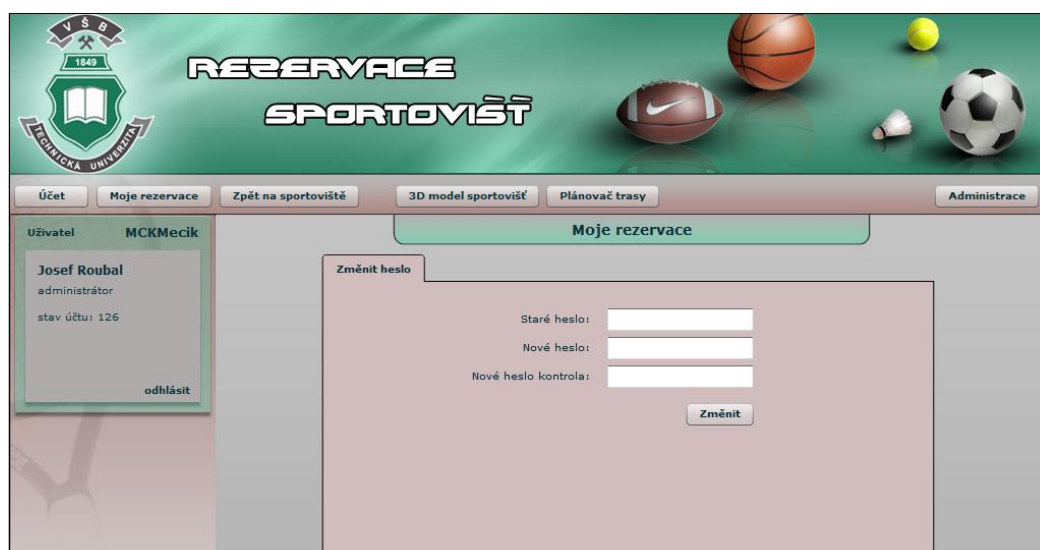 VŠB
1849
TECHNICKÁ UNIVERZITA
REZERVACE
SPORTOVIŠŤ
Účet Moje rezervace Zpět na sportoviště 3D model sportovišť Plánovač trasy Administrace
Uživatel MCKMecik
Moje rezervace
Josef Roubal
administrátor
stav účtu: 126
odhlásit
Změnit heslo
Staré heslo:
Nové heslo:
Nové heslo kontrola:
Změnit